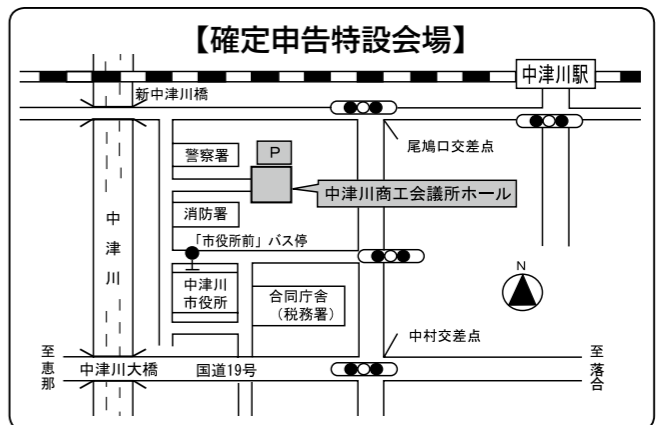 【確定申告特設会場】
中津川駅
新中津川橋
尾鳩口交差点
警察署
P
中津川商工会議所ホール
消防署
中津川
「市役所前」バス停
中津川
市役所
合同庁舎
（税務署）
N
中村交差点
至恵那
中津川大橋
国道19号
至落合